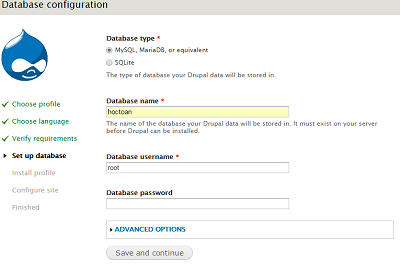 Database configuration
Database type *
MySQL, MariaDB, or equivalent
SQLite
The type of database your Drupal data will be stored in.
Choose profile
Choose language
Verify requirements
Set up database
Install profile
Configure site
Finished
Database name *
hoctoan
The name of the database your Drupal data will be stored in. It must exist on your server
before Drupal can be installed.
Database username *
root
Database password
ADVANCED OPTIONS
Save and continue